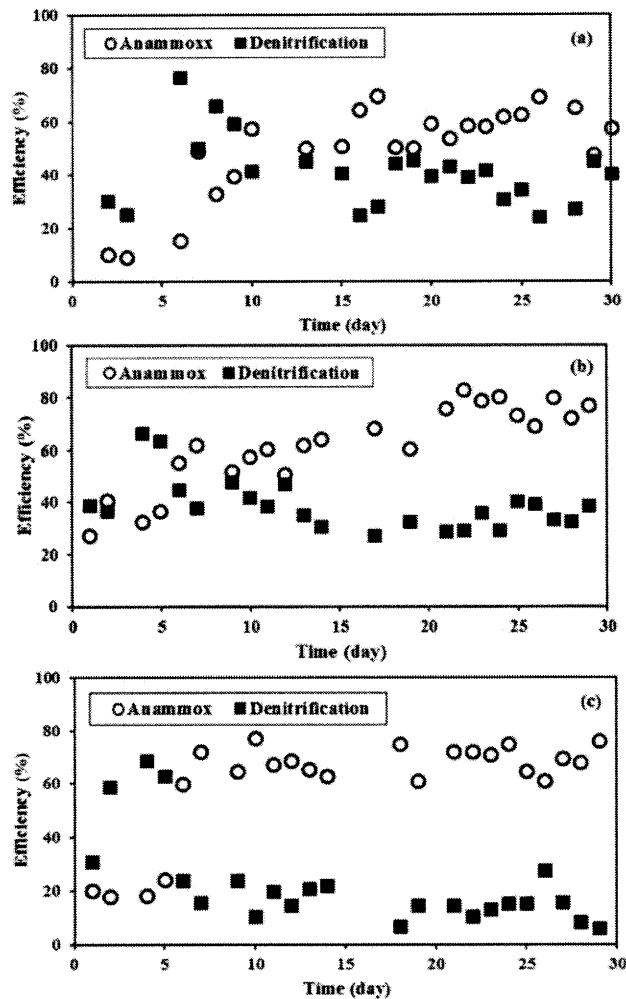 100
Anammoxx Denitrification
(a)
80
60
40
20
0
Efficiency (%)
0 5 10 15 20 25 30
Time (day)
100
Anammox Denitrification
(b)
80
60
40
20
0
Efficiency (%)
0 5 10 15 20 25 30
Time (day)
100
Anammox Denitrification
(c)
80
60
40
20
0
Efficiency (%)
0 5 10 15 20 25 30
Time (day)